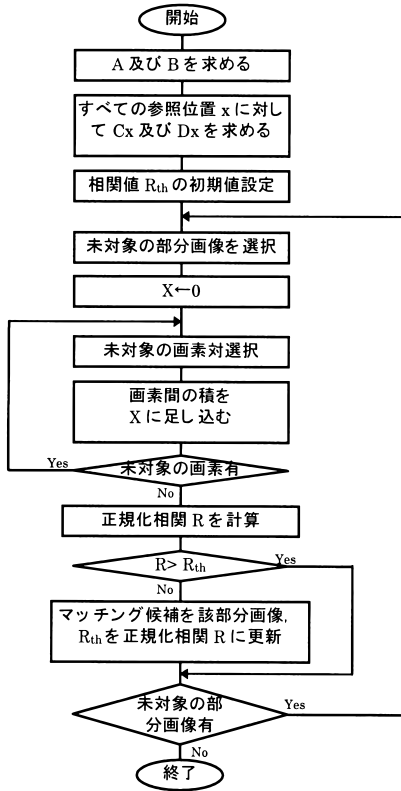 開始
A 及び B を求める
すべての参照位置 x に対し
て Cx 及び Dx を求める
相関値 Rthの初期値設定
未対象の部分画像を選択
X←0
未対象の画素対選択
画素間の積を
X に足し込む
未対象の画素有
Yes
No
正規化相関 R を計算
R> Rth
Yes
No
マッチング候補を該部分画像,
Rthを正規化相関 R に更新
未対象の部
分画像有
Yes
No
終了